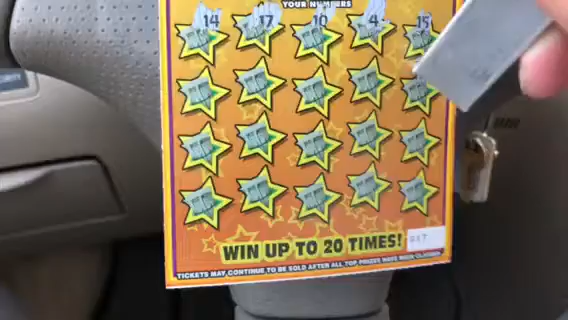 YOUR NUMBERS
14 17 10 4 15
WIN UP TO 20 TIMES!
TICKETS MAY CONTINUE TO BE SOLD AFTER ALL TOP PRIZES HAVE BEEN CLAIMED